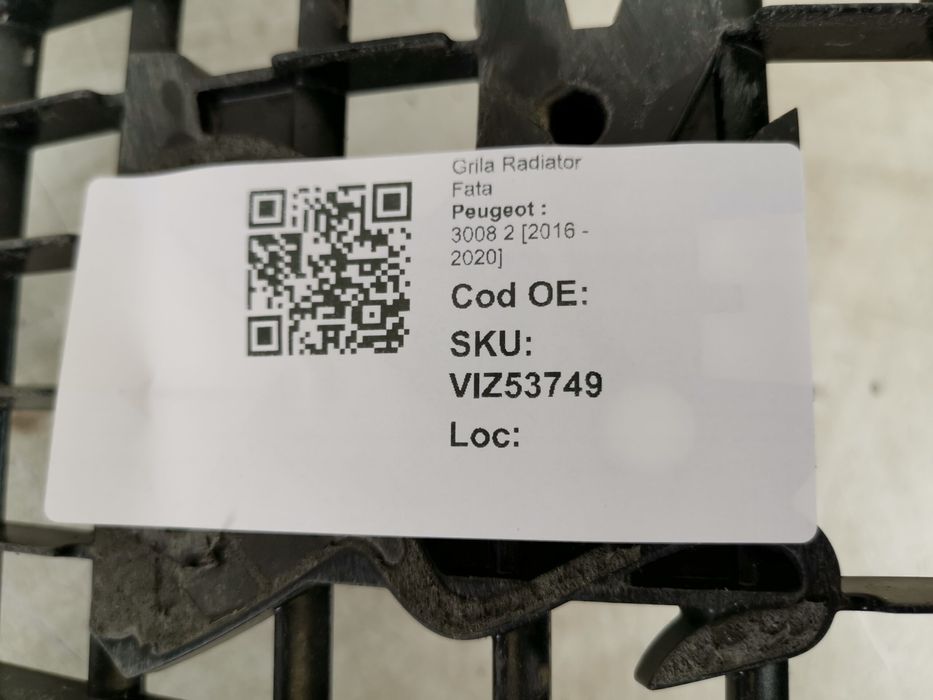 Grila Radiator
Fata
Peugeot :
3008 2 [2016 -
2020]
Cod OE:
SKU:
VIZ53749
Loc: